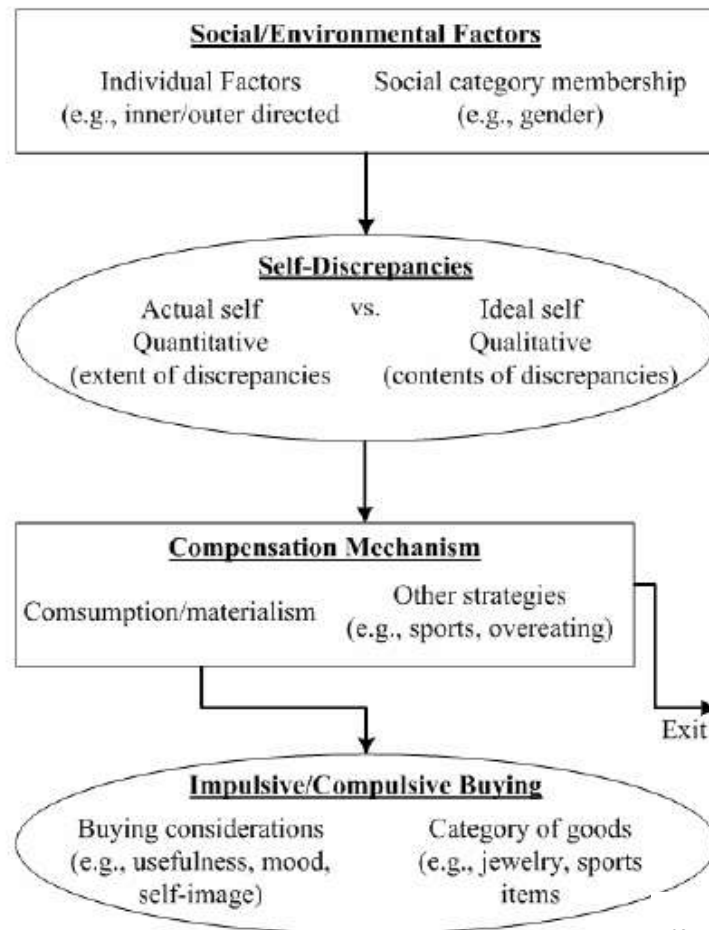 Social/Environmental Factors
Individual Factors Social category membership
(e.g., inner/outer directed (e.g., gender)
Self-Discrepancies
Actual self vs. Ideal self
Quantitative Qualitative
(extent of discrepancies (contents of discrepancies)
Compensation Mechanism
Comsumption/materialism Other strategies
(e.g., sports, overeating)
Exit
Impulsive/Compulsive Buying
Buying considerations Category of goods
(e.g., usefulness, mood, (e.g., jewelry, sports
self-image) items